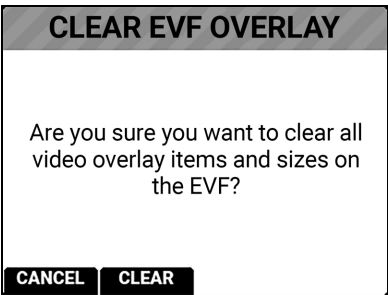 CLEAR EVF OVERLAY
Are you sure you want to clear all
video overlay items and sizes on
the EVF?
CANCEL CLEAR